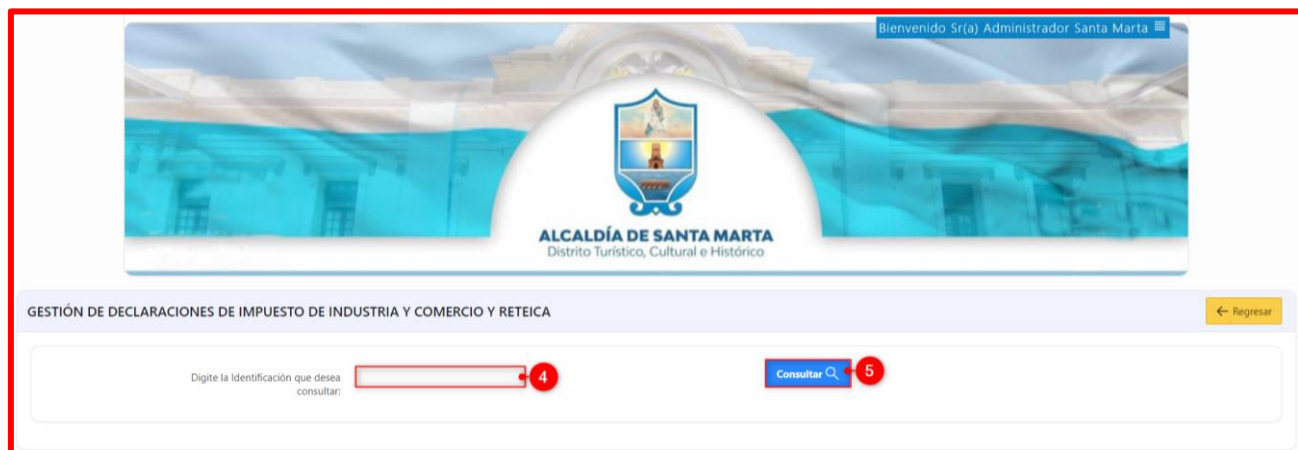 Bienvenido Sr(a) Administrador Santa Marta
ALCALDÍA DE SANTA MARTA
Distrito Turístico, Cultural e Histórico
GESTIÓN DE DECLARACIONES DE IMPUESTO DE INDUSTRIA Y COMERCIO Y RETEICA
← Regresar
Digite la Identificación que desea
consultar:
4
Consultar
5